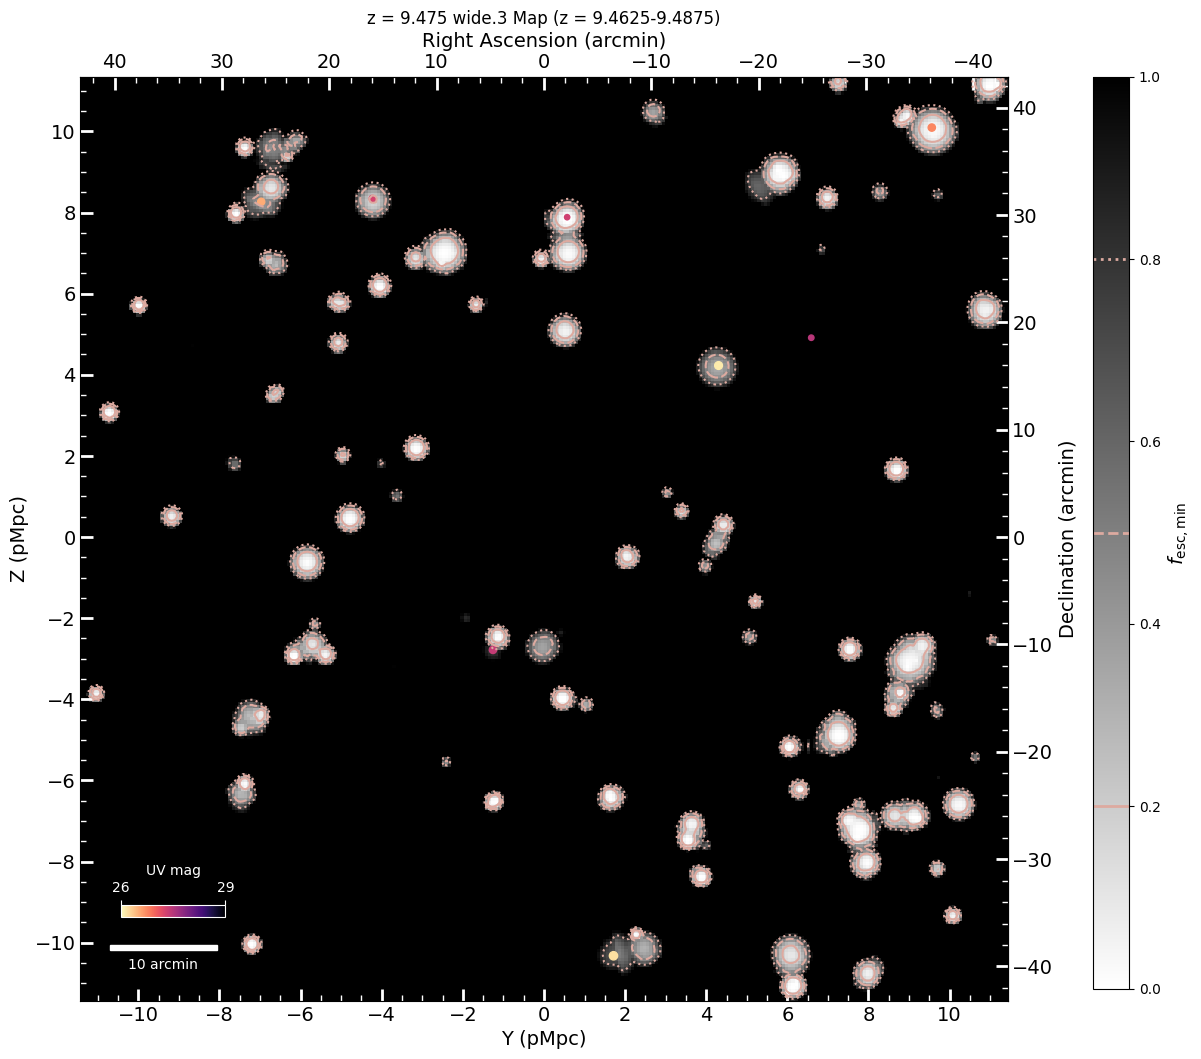 z = 9.475 wide.3 Map (z = 9.4625-9.4875)
Right Ascension (arcmin)
40 30 20 10 0 −10 −20 −30 −40
10
8
6
4
2
0
−2
−4
−6
−8
−10
Z (pMpc)
40
30
20
10
0
−10
−20
−30
−40
Declination (arcmin)
1.0
0.8
0.6
0.4
0.2
0.0
fesc, min
UV mag
26 29
10 arcmin
−10 −8 −6 −4 −2 0 2 4 6 8 10
Y (pMpc)